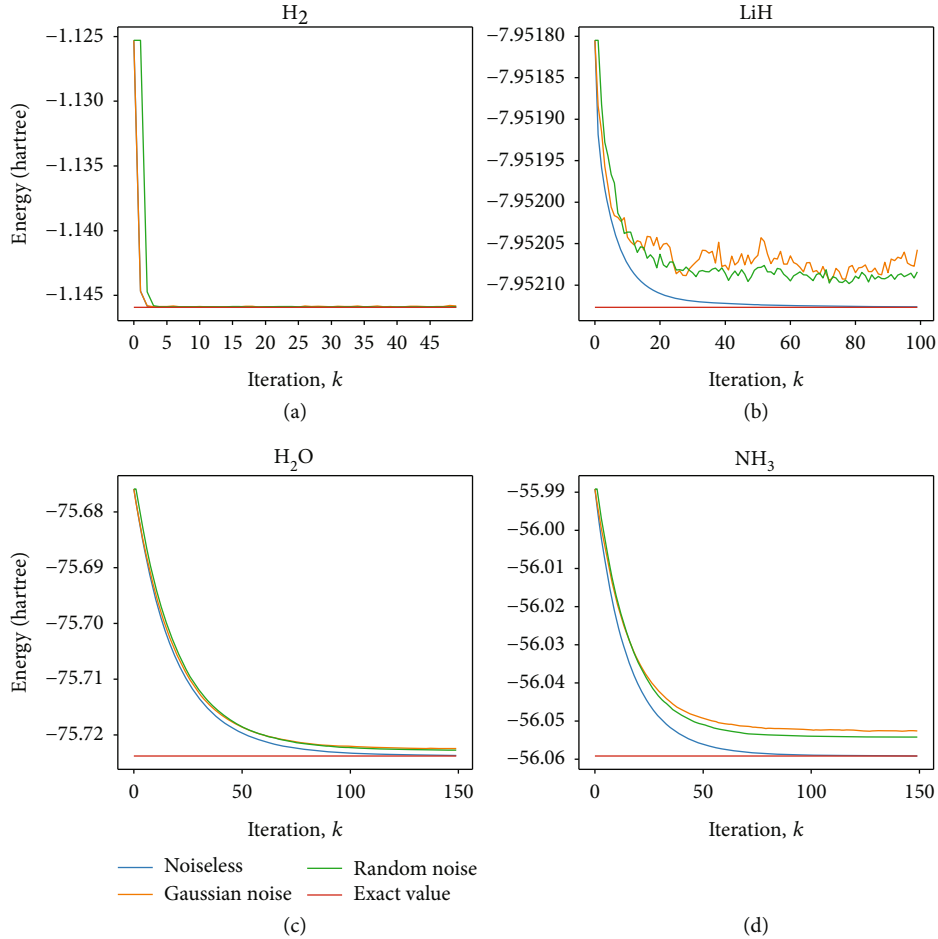 H2
−1.125
−1.130
−1.135
−1.140
−1.145
Energy (hartree)
0 5 10 15 20 25 30 35 40 45
Iteration, k
(a)
LiH
−7.95180
−7.95185
−7.95190
−7.95195
−7.95200
−7.95205
−7.95210
0 20 40 60 80 100
Iteration, k
(b)
H2O
−75.68
−75.69
−75.70
−75.71
−75.72
Energy (hartree)
0 50 100 150
Iteration, k
NH3
−55.99
−56.00
−56.01
−56.02
−56.03
−56.04
−56.05
−56.06
0 50 100 150
Iteration, k
Noiseless
Gaussian noise
Random noise
Exact value
(c)
(d)